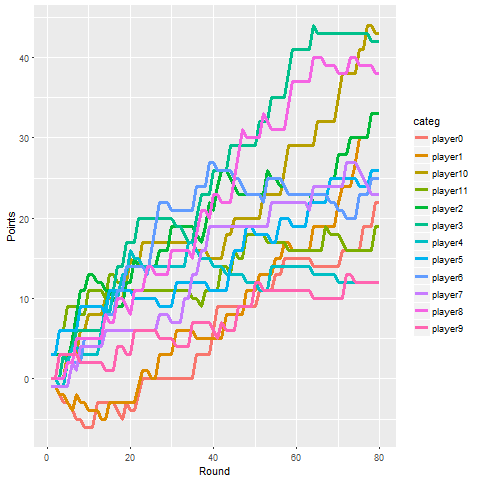 40
30
20
10
0
Points
0
20
40
60
80
Round
categ
player0
player1
player10
player11
player2
player3
player4
player5
player6
player7
player8
player9